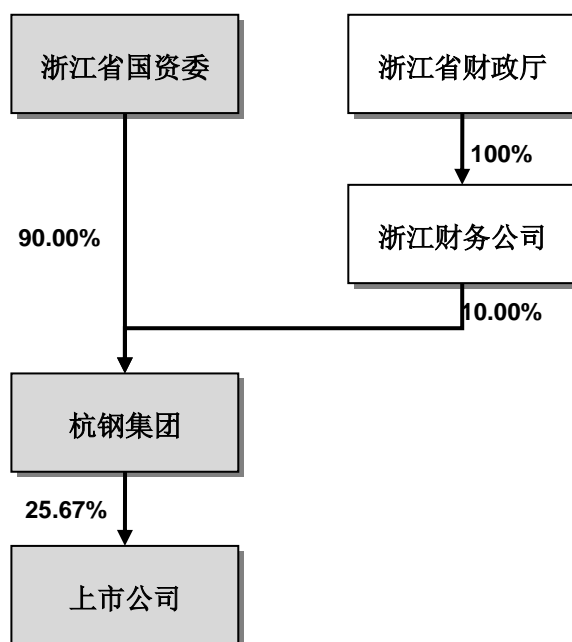 浙江省国资委
浙江省财政厅
100%
浙江财务公司
90.00%
10.00%
杭钢集团
25.67%
上市公司